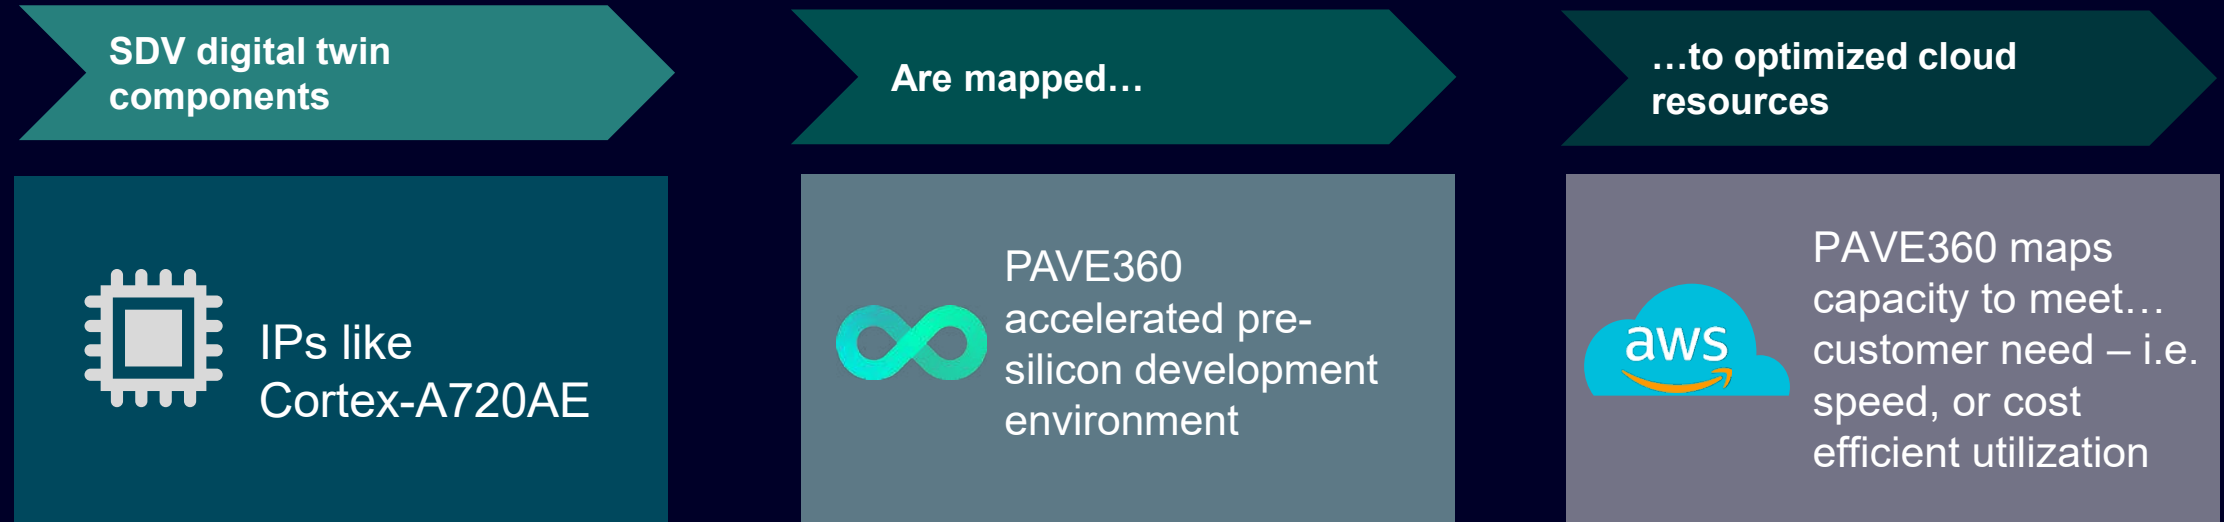 SDV digital twin
components
Are mapped…
…to optimized cloud
resources
IPs like
Cortex-A720AE
PAVE360
accelerated pre-
silicon development
environment
aws
PAVE360 maps
capacity to meet…
customer need – i.e.
speed, or cost
efficient utilization